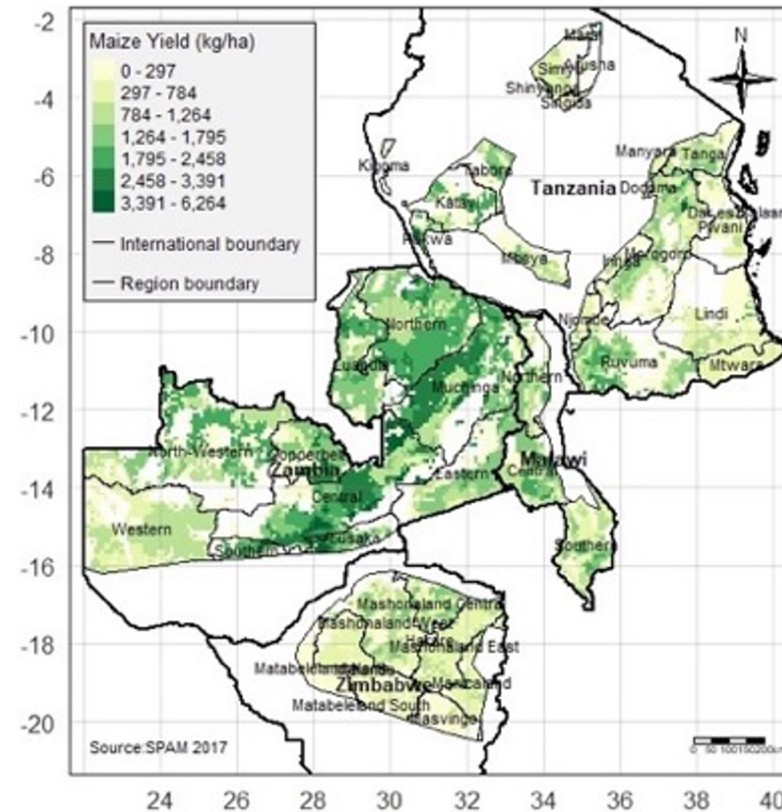 Maize Yield (kg/ha)
0 - 297
297 - 784
784 - 1,264
1,264 - 1,795
1,795 - 2,458
2,458 - 3,391
3,391 - 6,264
International boundary
Region boundary
N
-2
-4
-6
-8
-10
-12
-14
-16
-18
-20
24
26
28
30
32
34
36
38
40
Mara
Arusha
Shinyanga
Singida
Kigoma
Tabora
Katavi
Rukwa
Mbeya
Tanzania
Manyara
Tanga
Dodoma
Pwani
Morogoro
Iringa
Njombe
Lindi
Ruvuma
Mtwara
Northern
Luapula
Muchinga
Northern
North-Western
Copperbelt
Zambia
Central
Eastern
Malawi
Central
Western
Southern
Lusaka
Southern
Mashonaland Central
Mashonaland West
Harare
Mashonaland East
Zimbabwe
Manicaland
Matabeleland South
Masvingo
Source:SPAM 2017
0 50 100150200